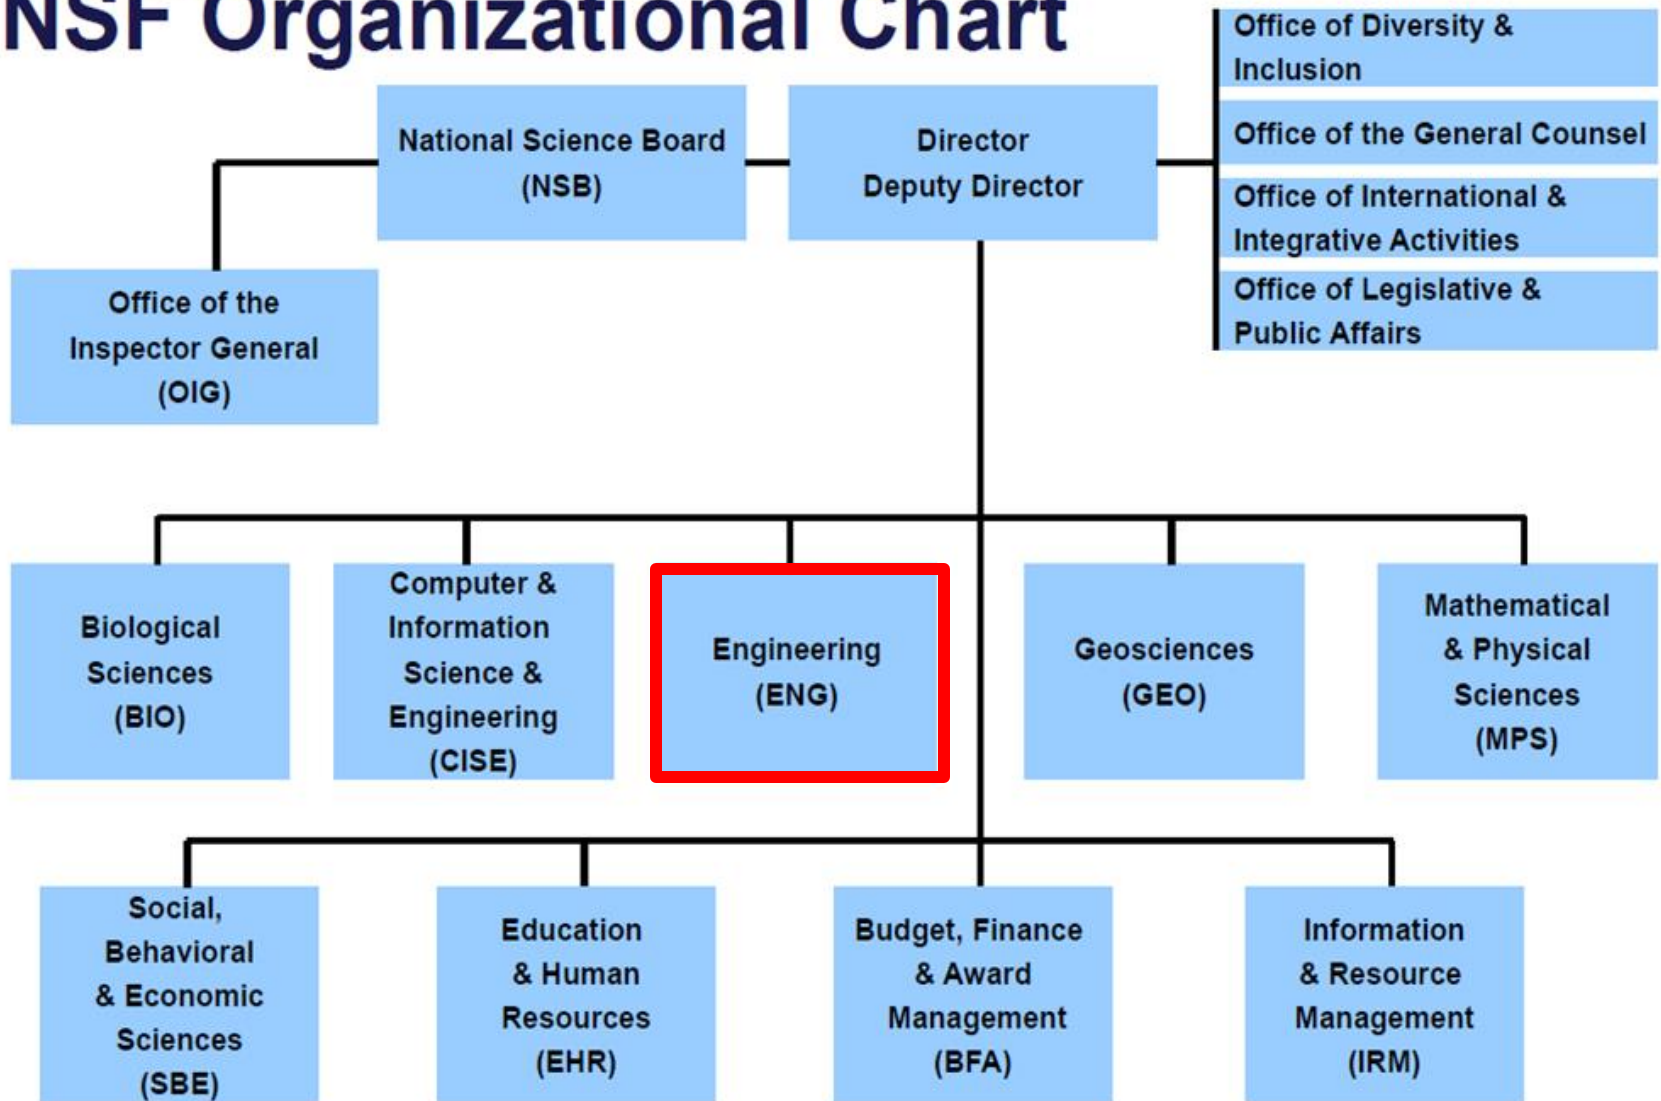 NSF Organizational Chart
Office of Diversity &
Inclusion
Office of the General Counsel
Office of International &
Integrative Activities
Office of Legislative &
Public Affairs
National Science Board
(NSB)
Director
Deputy Director
Office of the
Inspector General
(OIG)
Biological
Sciences
(BIO)
Computer &
Information
Science &
Engineering
(CISE)
Engineering
(ENG)
Geosciences
(GEO)
Mathematical
& Physical
Sciences
(MPS)
Social,
Behavioral
& Economic
Sciences
(SBE)
Education
& Human
Resources
(EHR)
Budget, Finance
& Award
Management
(BFA)
Information
& Resource
Management
(IRM)